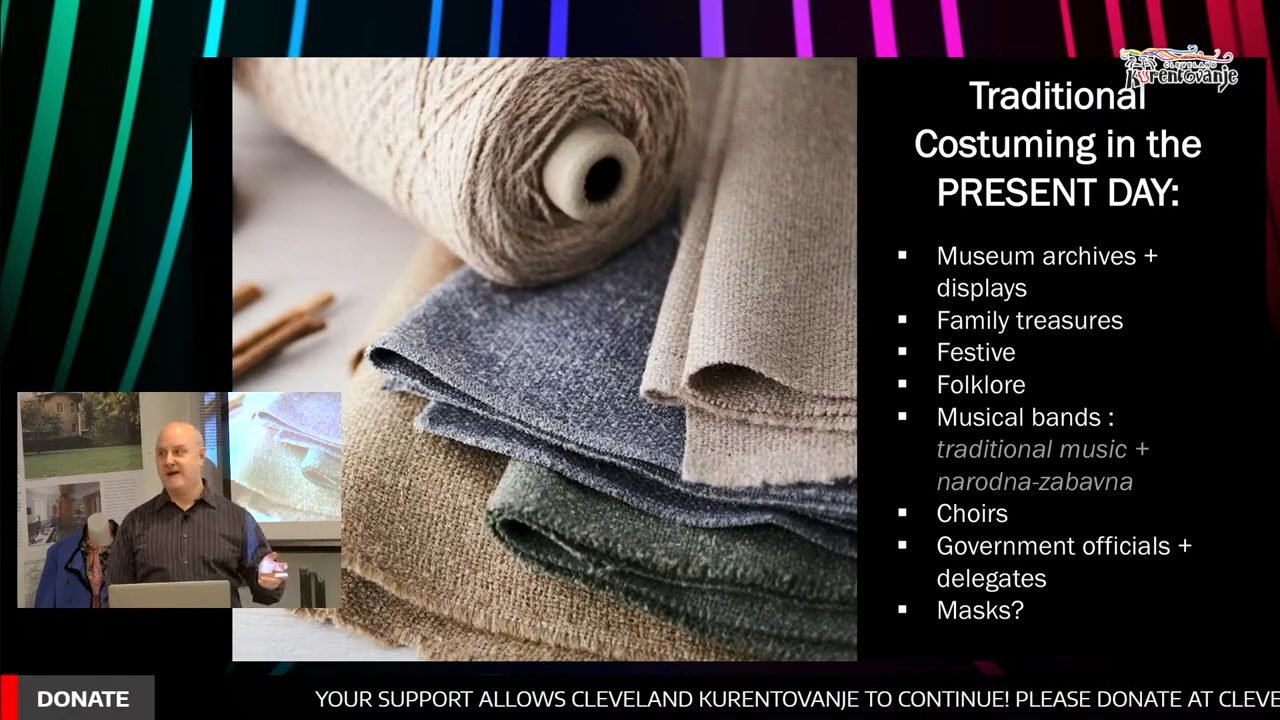 CLEVELAND
Kurentovanje
Traditional
Costuming in the
PRESENT DAY:
▪ Museum archives +
displays
▪ Family treasures
▪ Festive
▪ Folklore
▪ Musical bands :
traditional music +
narodna-zabavna
▪ Choirs
▪ Government officials +
delegates
▪ Masks?
DONATE
YOUR SUPPORT ALLOWS CLEVELAND KURENTOVANJE TO CONTINUE! PLEASE DONATE AT CLEVE